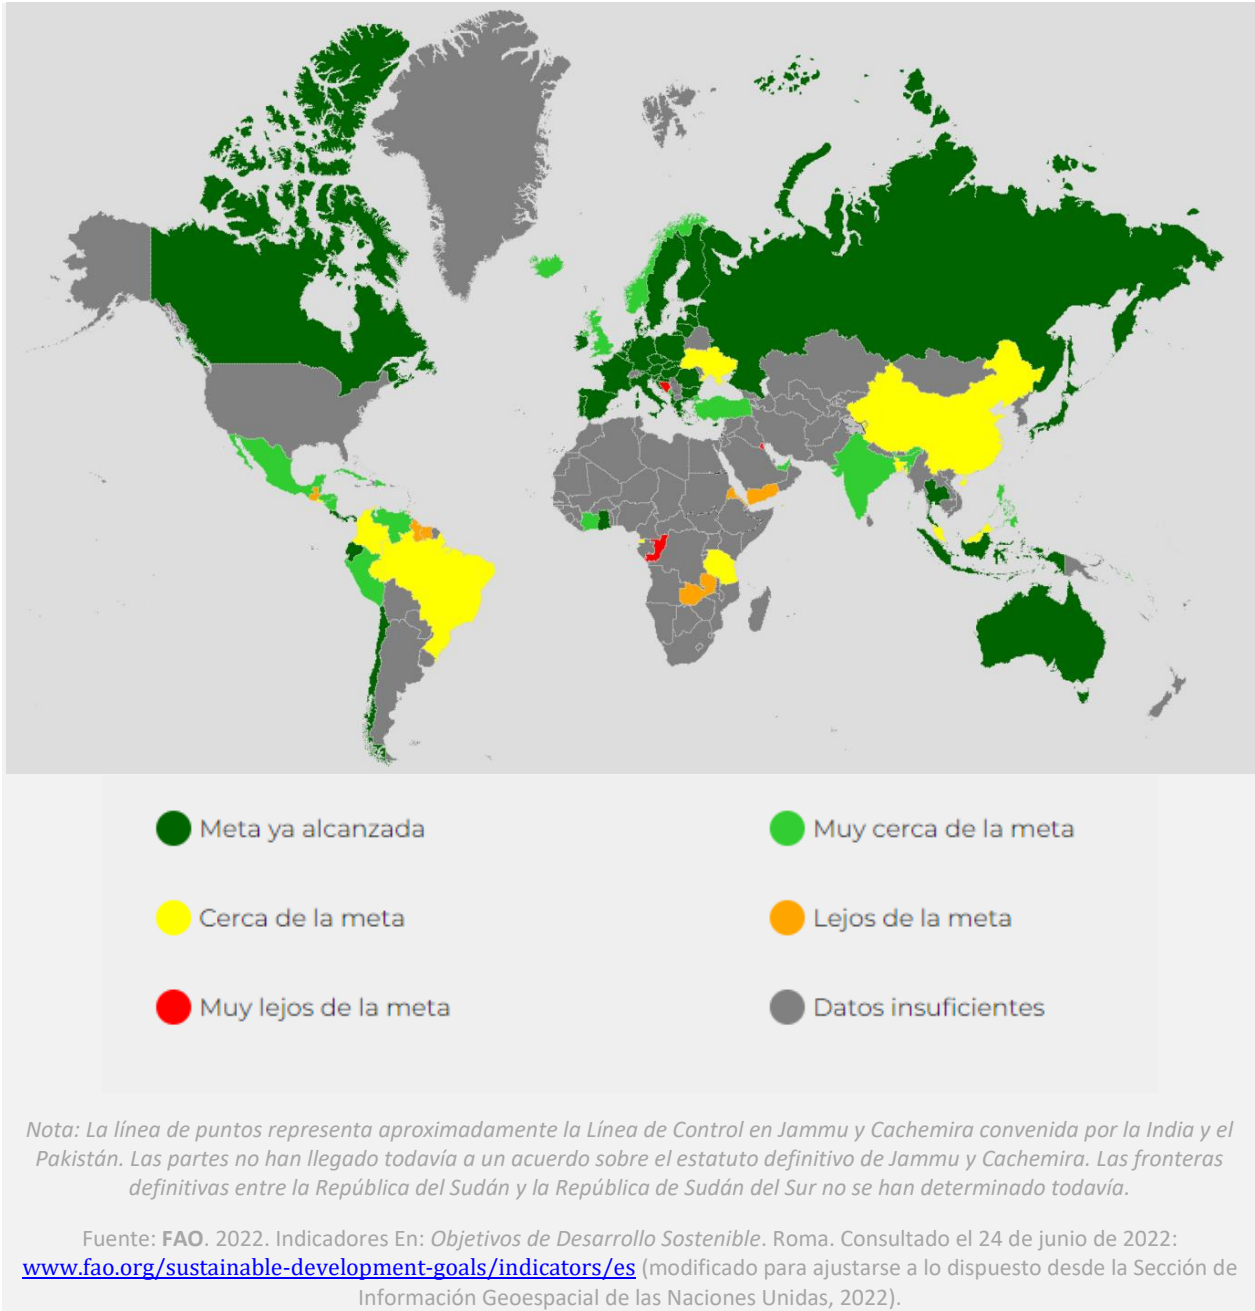 Meta ya alcanzada
Muy cerca de la meta
Cerca de la meta
Lejos de la meta
Muy lejos de la meta
Datos insuficientes
Nota: La línea de puntos representa aproximadamente la Línea de Control en Jammu y Cachemira convenida por la India y el
Pakistán. Las partes no han llegado todavía a un acuerdo sobre el estatuto definitivo de Jammu y Cachemira. Las fronteras
definitivas entre la República del Sudán y la República de Sudán del Sur no se han determinado todavía.
Fuente: FAO. 2022. Indicadores En: Objetivos de Desarrollo Sostenible. Roma. Consultado el 24 de junio de 2022:
www.fao.org/sustainable-development-goals/indicators/es (modificado para ajustarse a lo dispuesto desde la Sección de
Información Geoespacial de las Naciones Unidas, 2022).